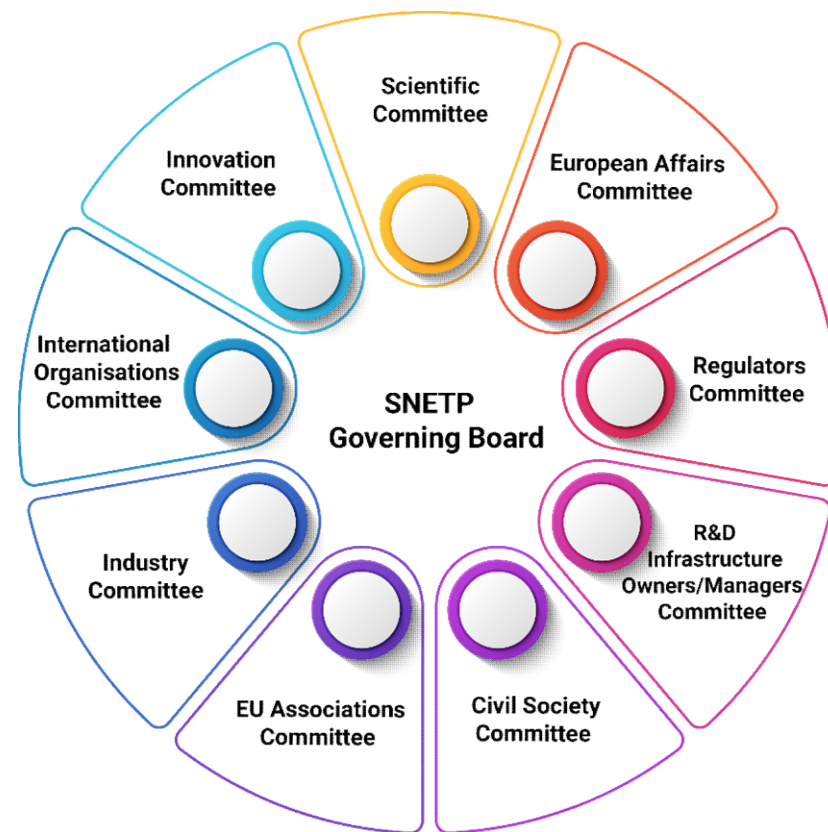 Scientific
Committee
European Affairs
Committee
Regulators
Committee
R&D
Infrastructure
Owners/Managers
Committee
Civil Society
Committee
EU Associations
Committee
Industry
Committee
International
Organisations
Committee
Innovation
Committee
SNETP
Governing Board